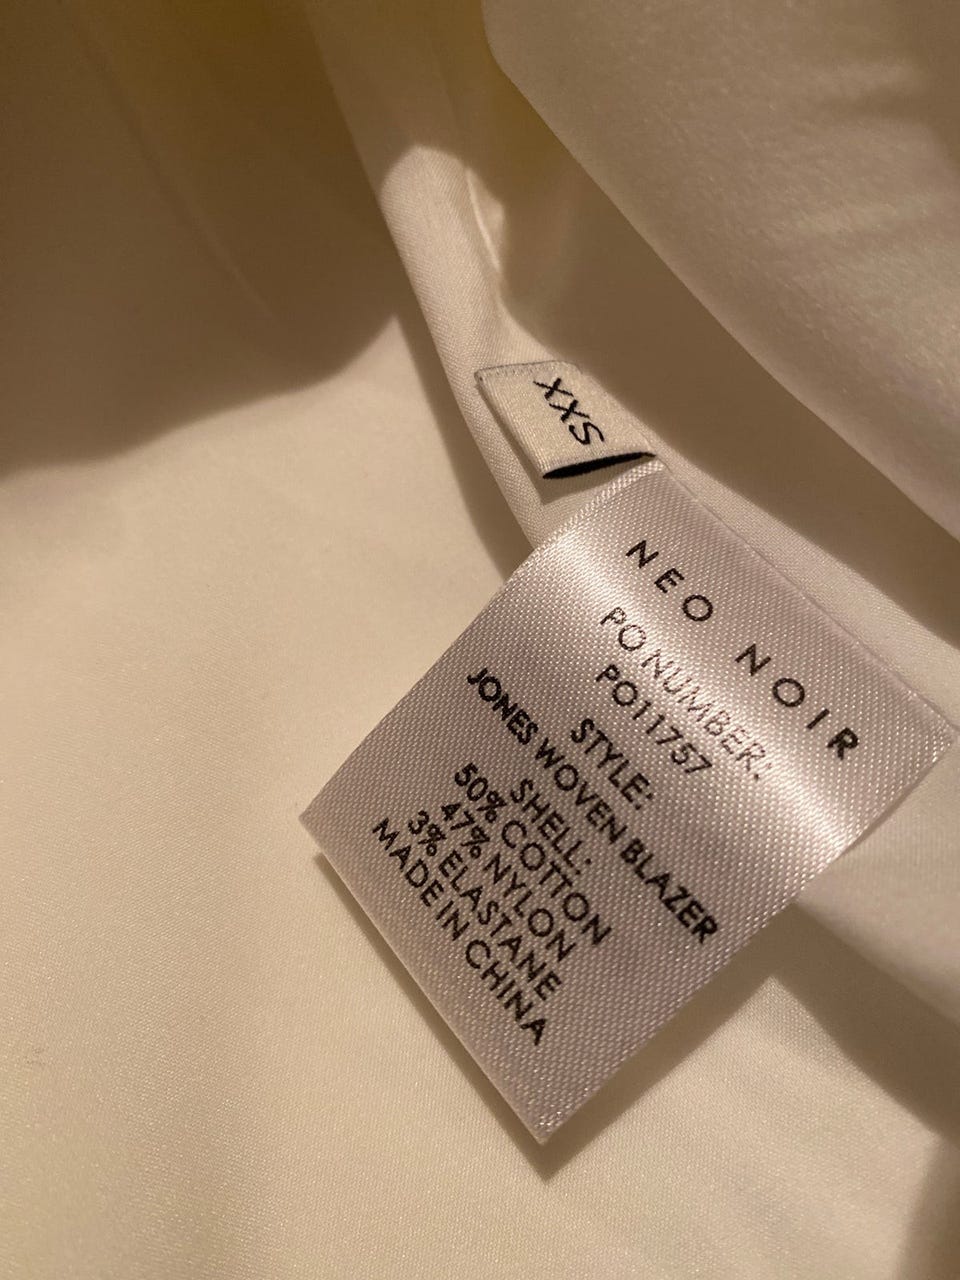 XXS
NEO NOIR
PO NUMBER:
PO11757
STYLE:
JONES WOVEN BLAZER
SHELL:
50% COTTON
47% NYLON
3% ELASTANE
MADE IN CHINA